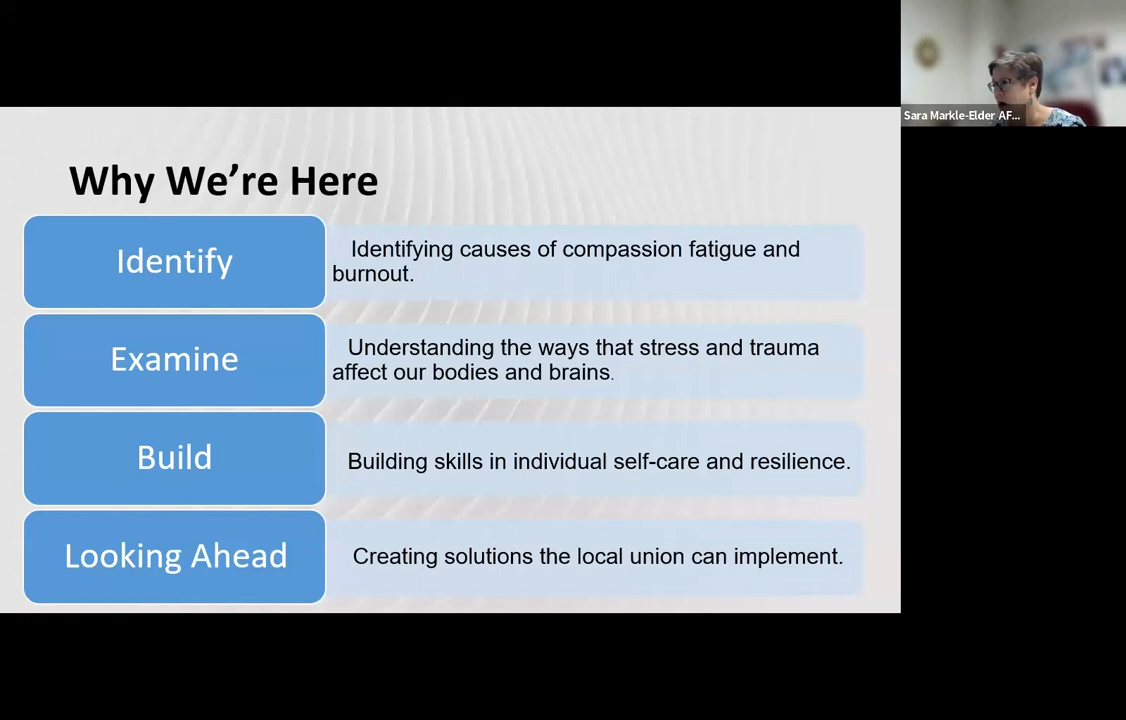 Sara Markle-Elder AF...
Why We’re Here
Identify
Identifying causes of compassion fatigue and
burnout.
Examine
Understanding the ways that stress and trauma
affect our bodies and brains.
Build
Building skills in individual self-care and resilience.
Looking Ahead
Creating solutions the local union can implement.